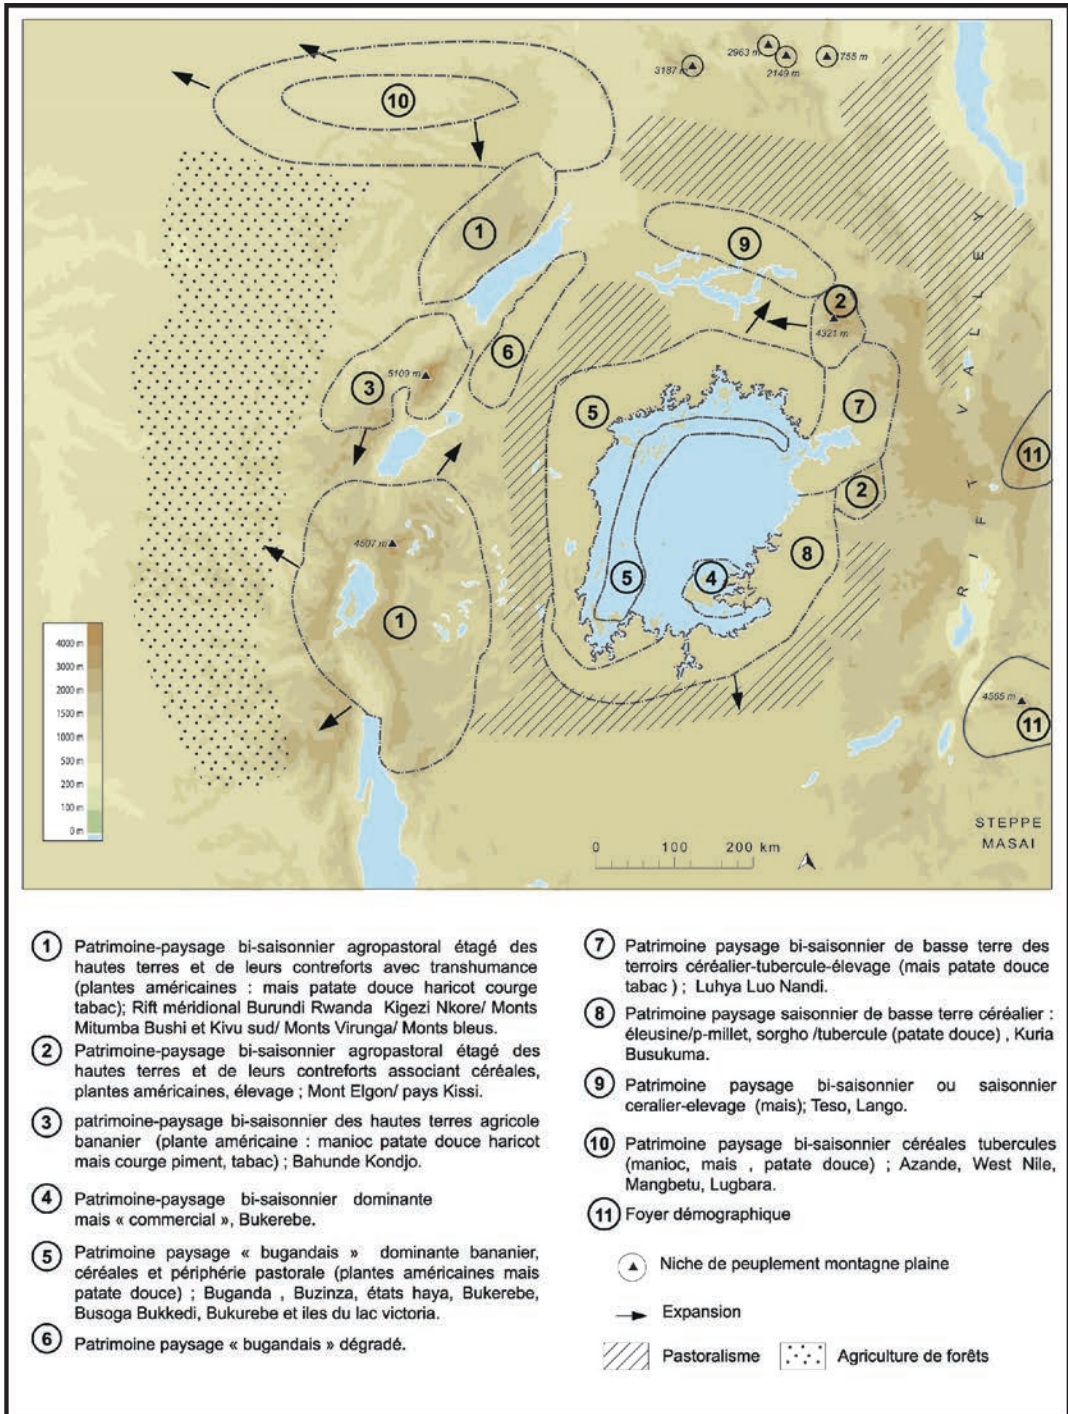 2963 m
755 m
3187 m
2149 m
10
1
9
2
4321 m
6
5109 m
3
5
7
11
2
4507 m
8
5
4
1
R I F T V A L L E Y
4565 m
11
4000 m
3000 m
2000 m
1500 m
1000 m
500 m
200 m
100 m
0 m
0 100 200 km
STEPPE
MASAI
1 Patrimoine-paysage bi-saisonnier agropastoral étagé des
hautes terres et de leurs contreforts avec transhumance
(plantes américaines : mais patate douce haricot courge
tabac); Rift méridional Burundi Rwanda Kigezi Nkore/ Monts
Mitumba Bushi et Kivu sud/ Monts Virunga/ Monts bleus.
2 Patrimoine-paysage bi-saisonnier agropastoral étagé des
hautes terres et de leurs contreforts associant céréales,
plantes américaines, élevage ; Mont Elgon/ pays Kissi.
3 patrimoine-paysage bi-saisonnier des hautes terres agricole
bananier (plante américaine : manioc patate douce haricot
mais courge piment, tabac) ; Bahunde Kondjo.
4 Patrimoine-paysage bi-saisonnier dominante
mais « commercial », Bukerebe.
5 Patrimoine paysage « bugandais » dominante bananier,
céréales et périphérie pastorale (plantes américaines mais
patate douce) ; Buganda , Buzinza, états haya, Bukerebe,
Busoga Bukkedi, Bukurebe et iles du lac victoria.
6 Patrimoine paysage « bugandais » dégradé.
7 Patrimoine paysage bi-saisonnier de basse terre des
terroirs céréalier-tubercule-élevage (mais patate douce
tabac ) ; Luhya Luo Nandi.
8 Patrimoine paysage saisonnier de basse terre céréalier :
éleusine/p-millet, sorgho /tubercule (patate douce) , Kuria
Busukuma.
9 Patrimoine paysage bi-saisonnier ou saisonnier
ceralier-elevage (mais); Teso, Lango.
10 Patrimoine paysage bi-saisonnier céréales tubercules
(manioc, mais , patate douce) ; Azande, West Nile,
Mangbetu, Lugbara.
11 Foyer démographique
Niche de peuplement montagne plaine
Expansion
Pastoralisme Agriculture de forêts